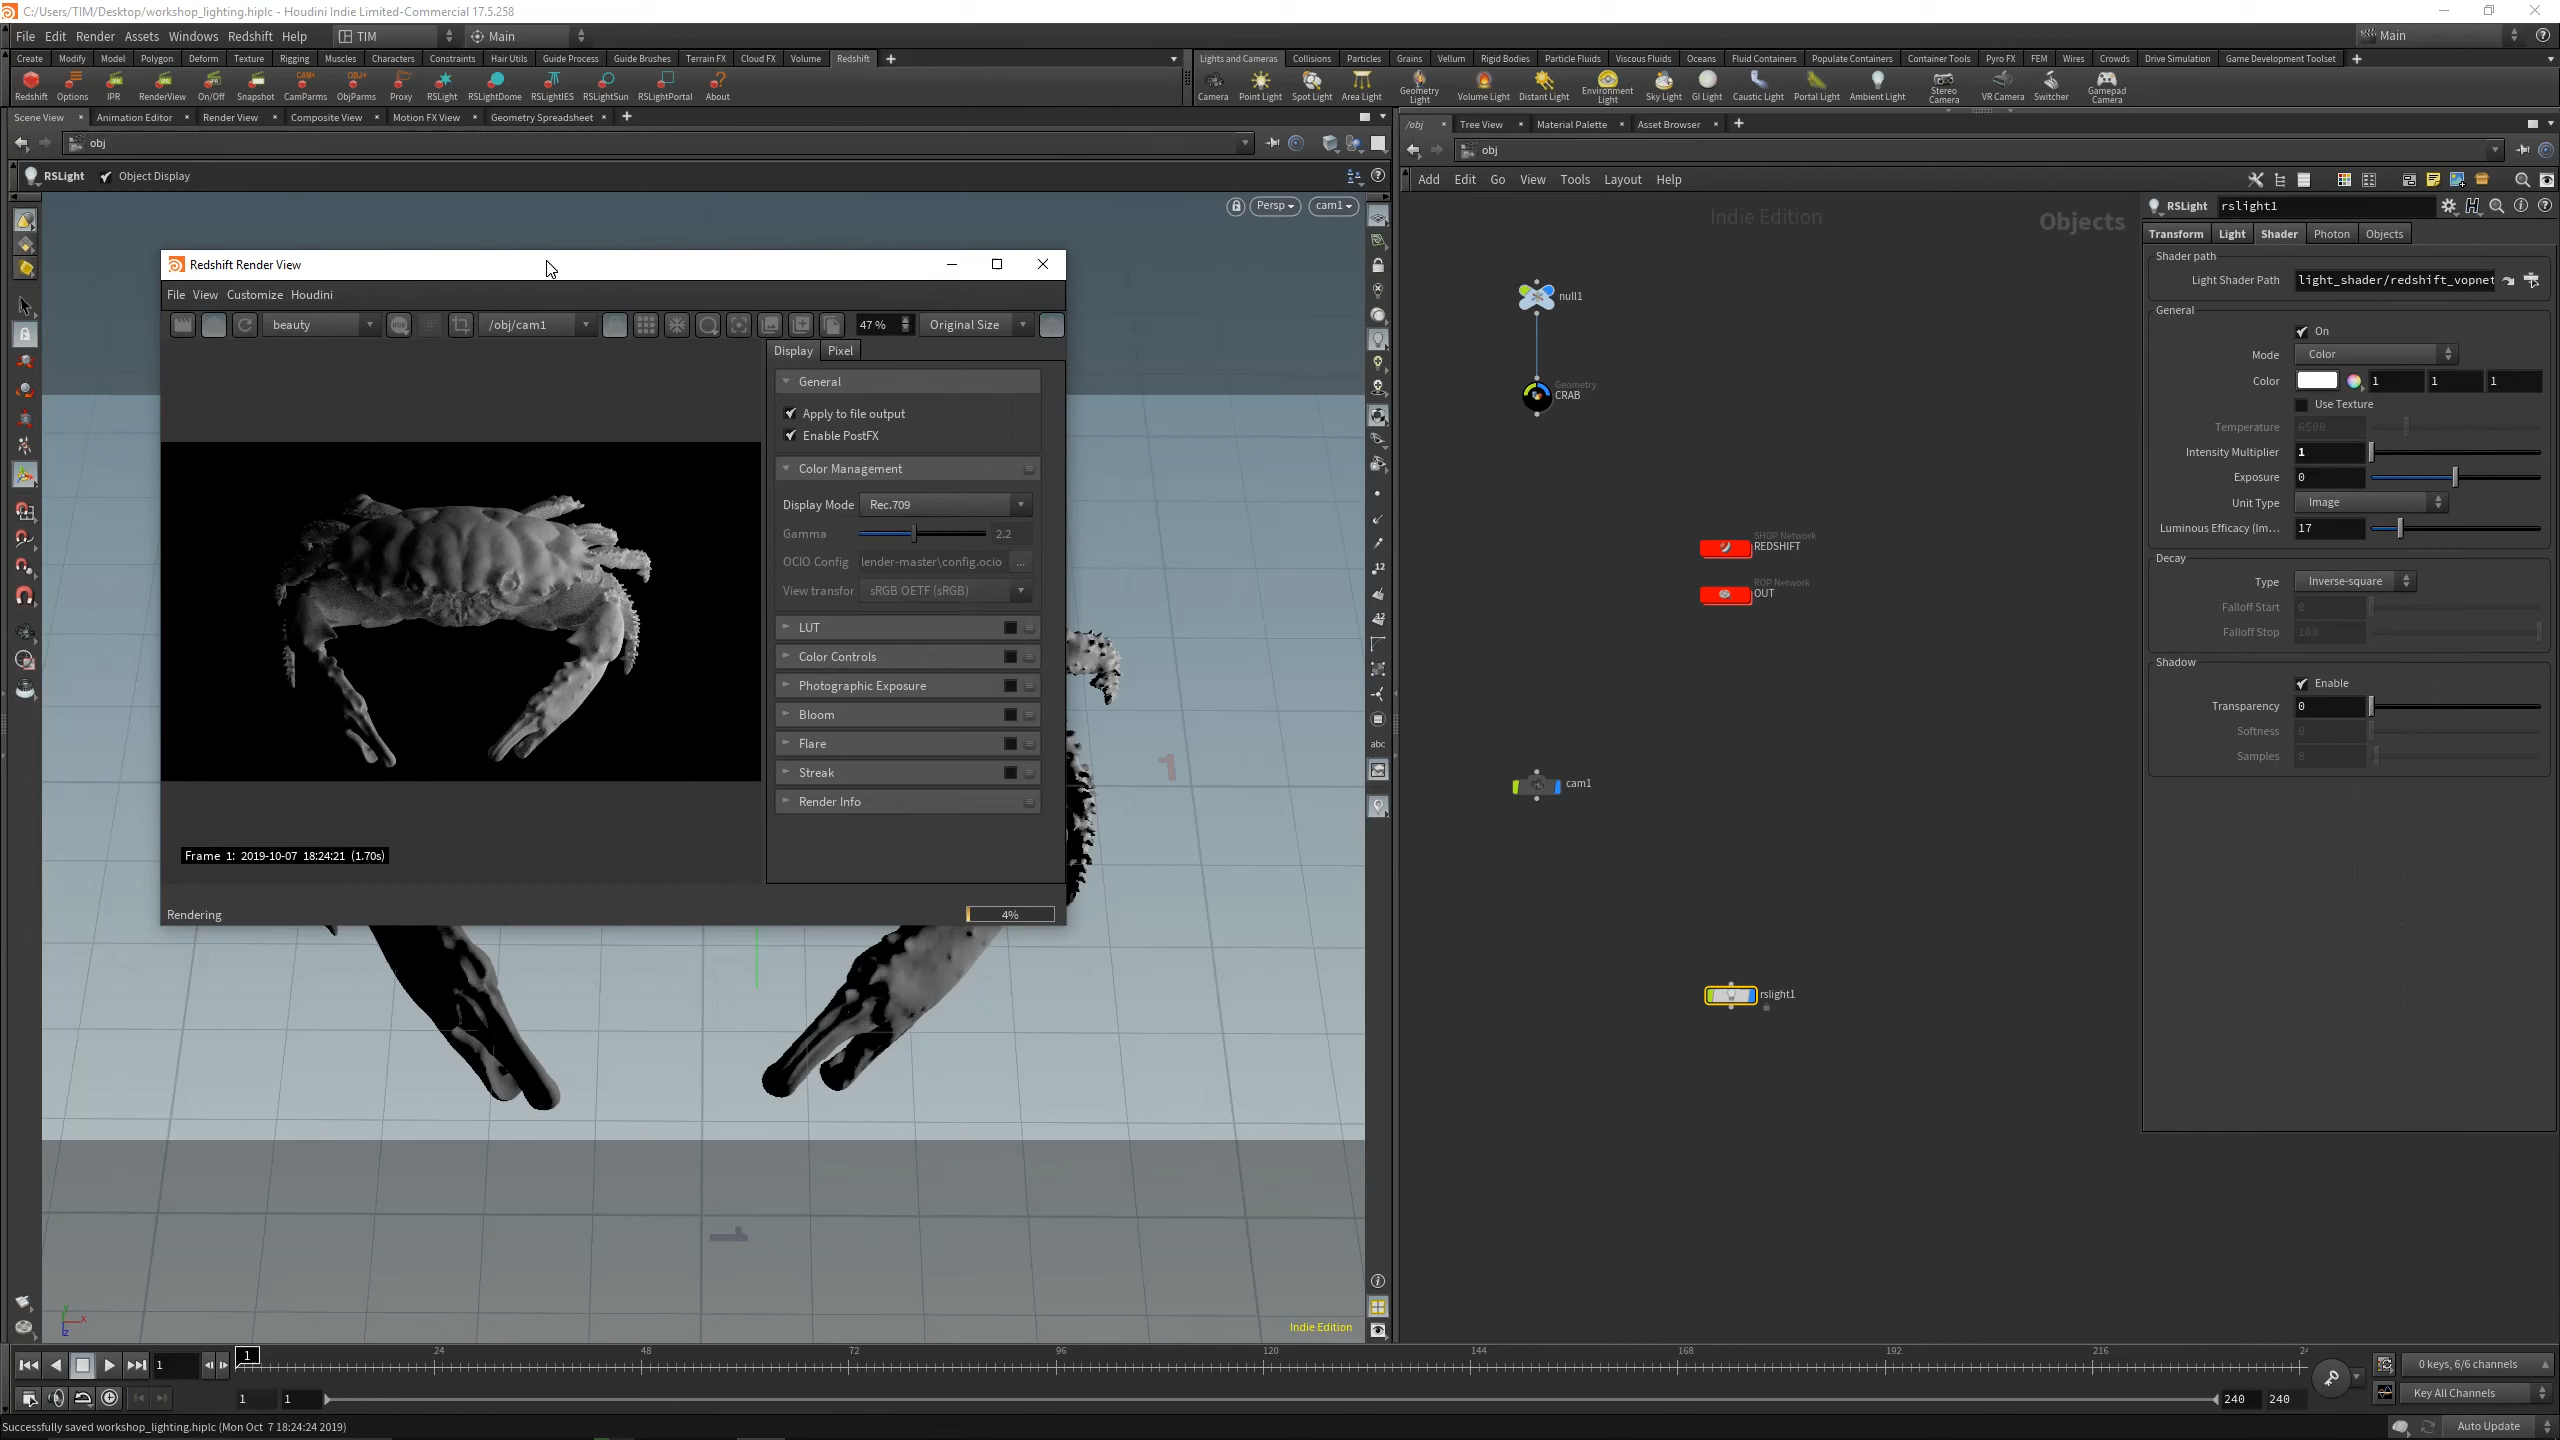 C:/Users/TIM/Desktop/workshop_lighting.hiplc - Houdini Indie Limited-Commercial 17.5.258
File Edit Render Assets Windows Redshift Help TIM Main Main
Create Modify Model Polygon Deform Texture Rigging Muscles Characters Constraints Hair Utils Guide Process Guide Brushes Terrain FX Cloud FX Volume Redshift
Lights and Cameras Collisions Particles Grains Vellum Rigid Bodies Particle Fluids Viscous Fluids Oceans Fluid Containers Populate Containers Container Tools Pyro FX FEM Wires Crowds Drive Simulation Game Development Toolset
Redshift Options IPR RenderView On/Off Snapshot CamParms ObjParms Proxy RSLight RSLightDome RSLightIES RSLightSun RSLightPortal About
Camera Point Light Spot Light Area Light Geometry Light Volume Light Distant Light Environment Light Sky Light GI Light Caustic Light Portal Light Ambient Light Stereo Camera VR Camera Switcher Gamepad Camera
Scene View Animation Editor Render View Composite View Motion FX View Geometry Spreadsheet
/obj Tree View Material Palette Asset Browser
obj
obj
RSLight Object Display
Add Edit Go View Tools Layout Help
Persp cam1
Indie Edition
Objects
Redshift Render View
File View Customize Houdini
beauty /obj/cam1 47 % Original Size
Display Pixel
General
Apply to file output
Enable PostFX
Color Management
Display Mode Rec.709
Gamma 2.2
OCIO Config lender-master\config.ocio ...
View transfor sRGB OETF (sRGB)
LUT
Color Controls
Photographic Exposure
Bloom
Flare
Streak
Render Info
Frame 1: 2019-10-07 18:24:21 (1.70s)
Rendering 4%
1
1
12
12
abc
y
x
z
Indie Edition
null1
Geometry
CRAB
SHOP Network
REDSHIFT
ROP Network
OUT
cam1
rslight1
RSLight rslight1
Transform Light Shader Photon Objects
Shader path
Light Shader Path light_shader/redshift_vopnet
General
On
Mode Color
Color 1 1 1
Use Texture
Temperature 6500
Intensity Multiplier 1
Exposure 0
Unit Type Image
Luminous Efficacy (lm... 17
Decay
Type Inverse-square
Falloff Start 0
Falloff Stop 100
Shadow
Enable
Transparency 0
Softness 0
Samples
1 1 24 48 72 96 120 144 168 192 216
0 keys, 6/6 channels
1 1 240 240
Key All Channels
Successfully saved workshop_lighting.hiplc (Mon Oct 7 18:24:24 2019)
Auto Update